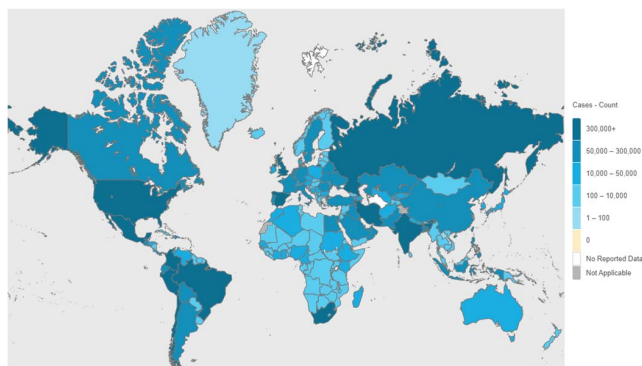 Cases - Count
300,000+
50,000 – 300,000
10,000 – 50,000
100 – 10,000
1 – 100
0
No Reported Data
Not Applicable